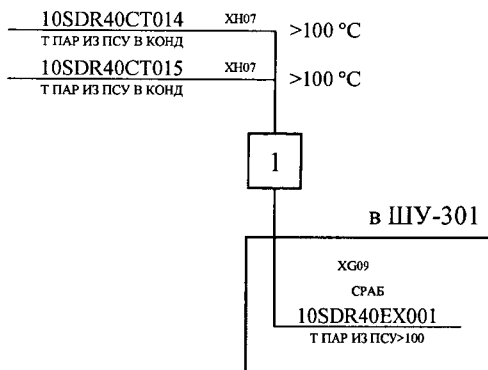 10SDR40CT014 XH07 >100 °C
Т ПАР ИЗ ПСУ В КОНД
10SDR40CT015 XH07 >100 °C
Т ПАР ИЗ ПСУ В КОНД
1
в ШУ-301
XG09
СРАБ
10SDR40EX001
Т ПАР ИЗ ПСУ>100